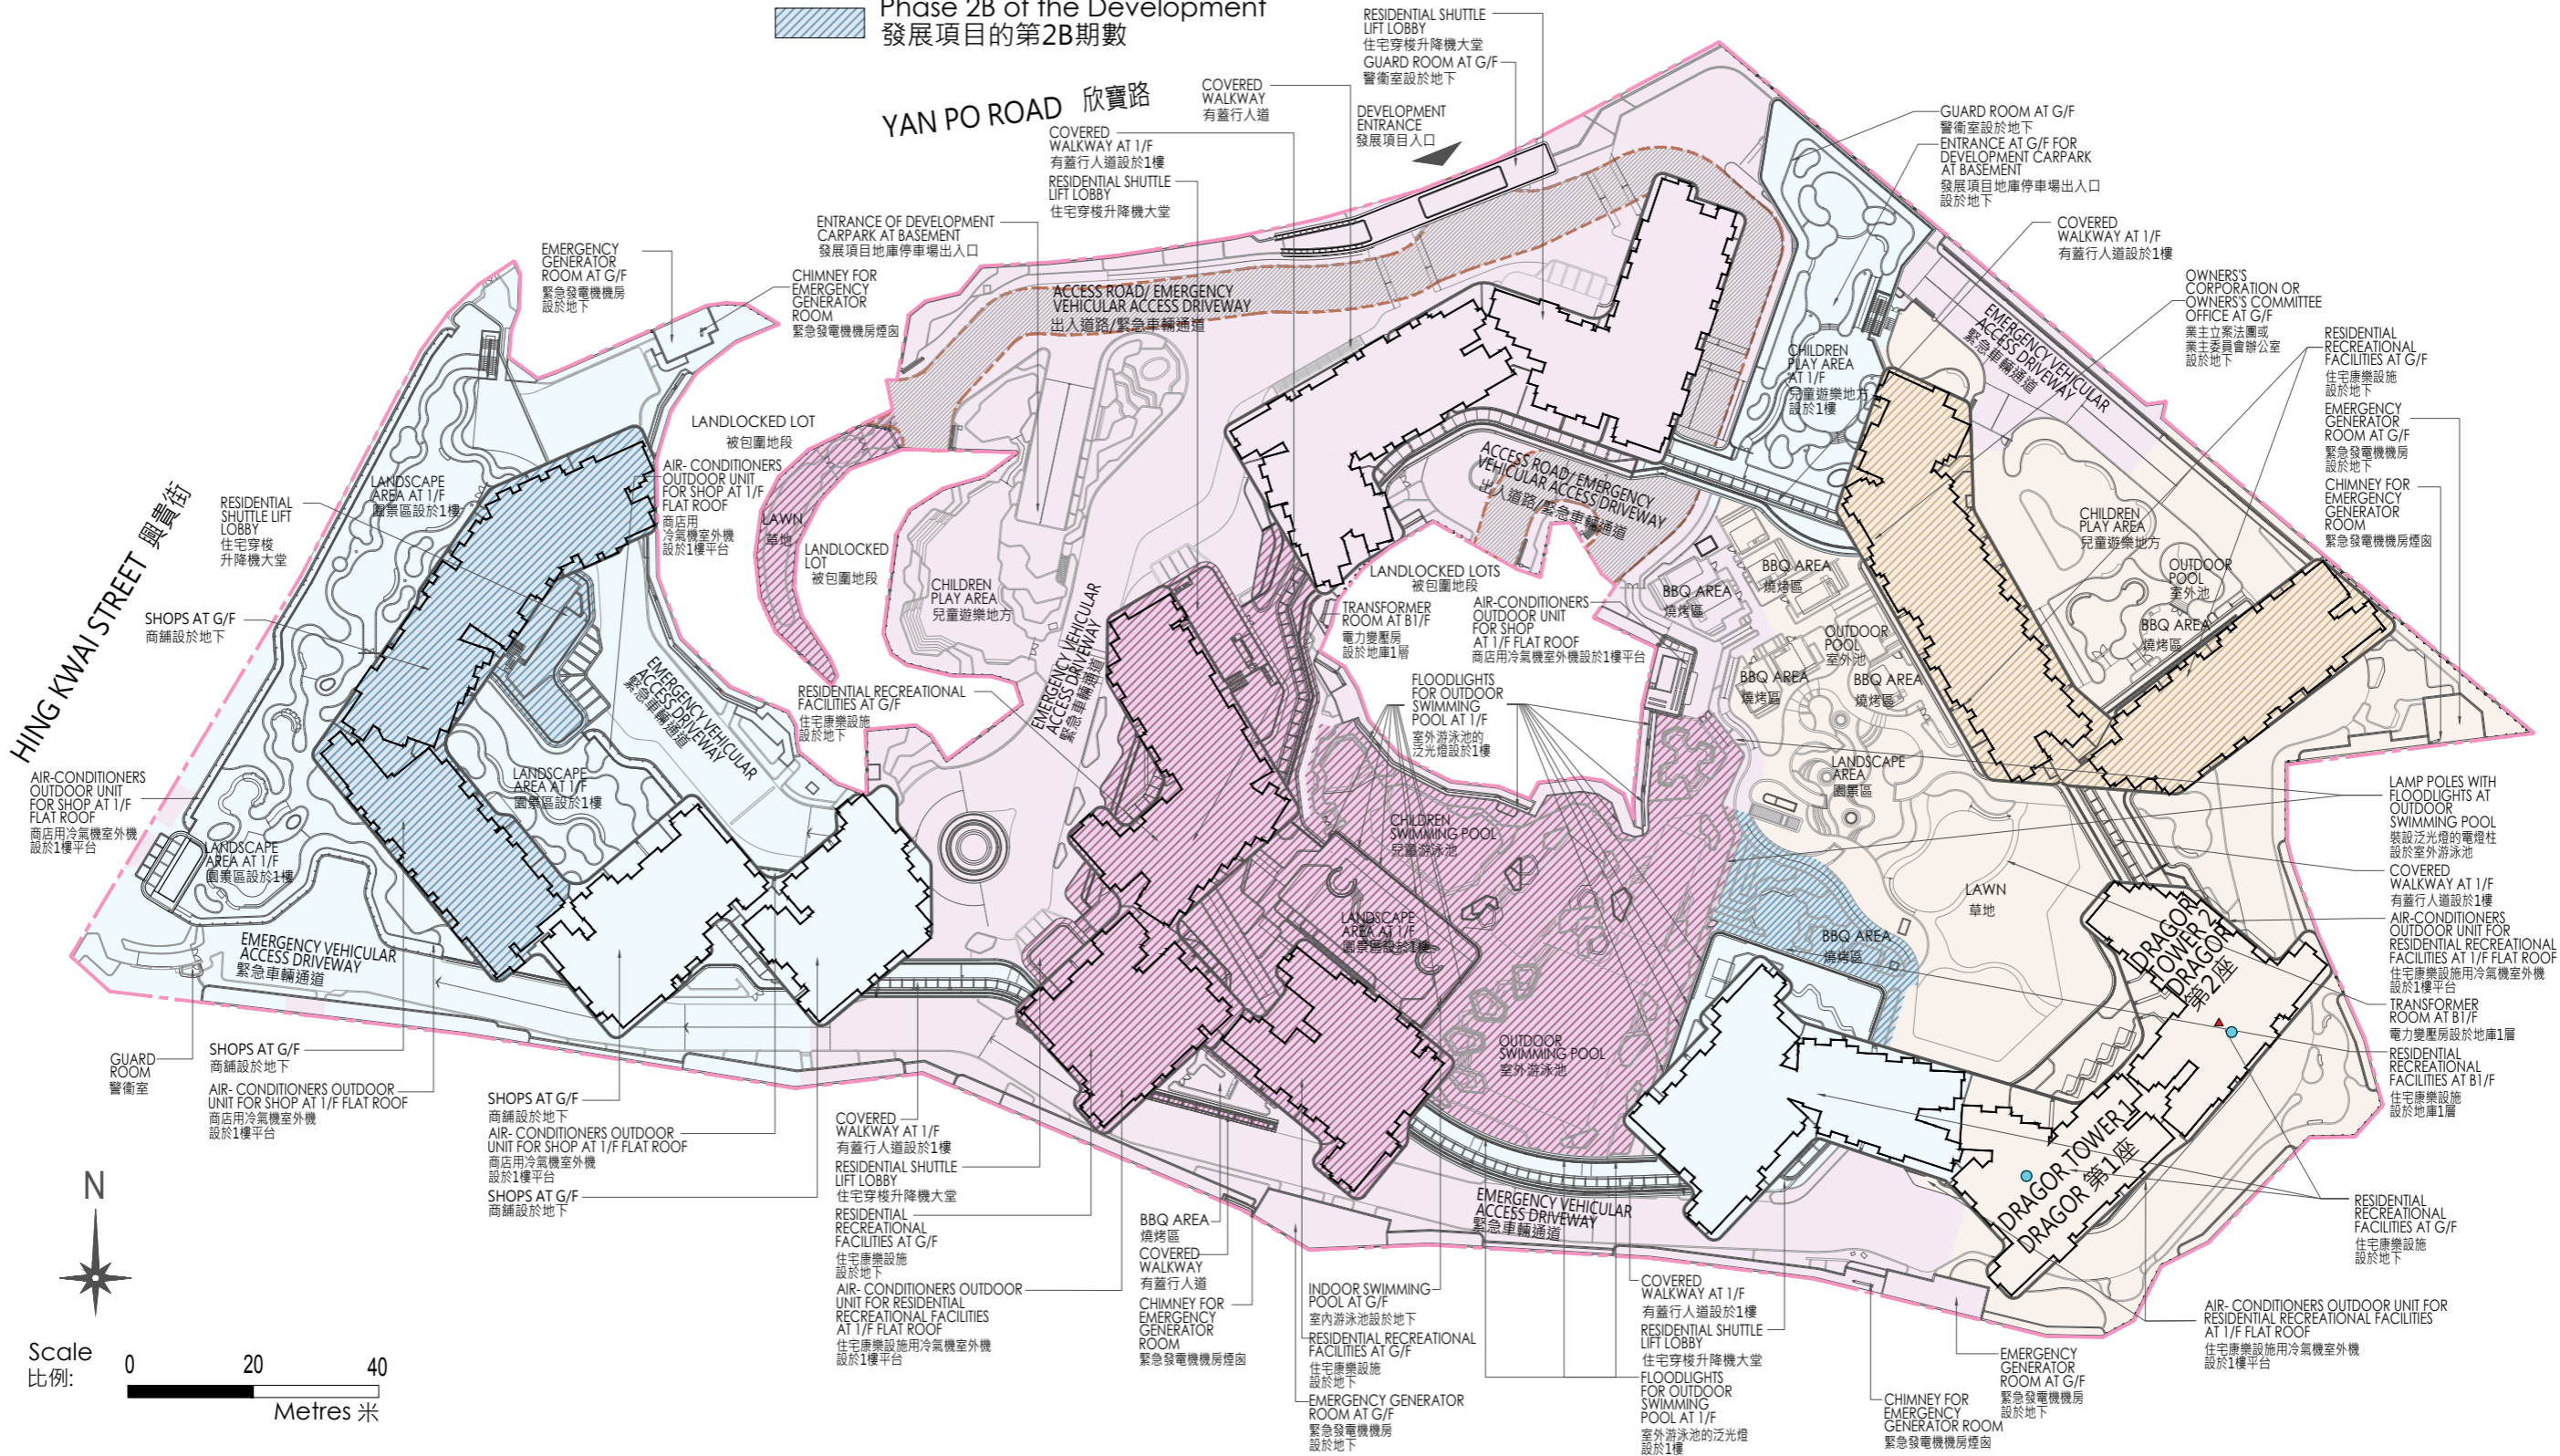 Phase 2B of the Development
發展項目的第2B期數
YAN PO ROAD 欣寶路
HING KWAI STREET 興貴街
RESIDENTIAL SHUTTLE
LIFT LOBBY
住宅穿梭升降機大堂
GUARD ROOM AT G/F
警衞室設於地下
COVERED
WALKWAY
有蓋行人道
DEVELOPMENT
ENTRANCE
發展項目入口
COVERED
WALKWAY AT 1/F
有蓋行人道設於1樓
RESIDENTIAL SHUTTLE
LIFT LOBBY
住宅穿梭升降機大堂
ENTRANCE OF DEVELOPMENT
CARPARK AT BASEMENT
發展項目地庫停車場出入口
EMERGENCY
GENERATOR
ROOM AT G/F
緊急發電機機房
設於地下
CHIMNEY FOR
EMERGENCY
GENERATOR
ROOM
緊急發電機機房煙囪
GUARD ROOM AT G/F
警衞室設於地下
ENTRANCE AT G/F FOR
DEVELOPMENT CARPARK
AT BASEMENT
發展項目地庫停車場出入口
設於地下
COVERED
WALKWAY AT 1/F
有蓋行人道設於1樓
OWNERS'S
CORPORATION OR
OWNERS'S COMMITTEE
OFFICE AT G/F
業主立案法團或
業主委員會辦公室
設於地下
RESIDENTIAL
RECREATIONAL
FACILITIES AT G/F
住宅康樂設施
設於地下
EMERGENCY
GENERATOR
ROOM AT G/F
緊急發電機機房
設於地下
CHIMNEY FOR
EMERGENCY
GENERATOR
ROOM
緊急發電機機房煙囪
ACCESS ROAD/ EMERGENCY
VEHICULAR ACCESS DRIVEWAY
出入道路/緊急車輛通道
EMERGENCY VEHICULAR
ACCESS DRIVEWAY
緊急車輛通道
CHILDREN
PLAY AREA
AT 1/F
兒童遊樂地方
設於1樓
LANDLOCKED LOT
被包圍地段
AIR- CONDITIONERS
OUTDOOR UNIT
FOR SHOP AT 1/F
FLAT ROOF
商店用
冷氣機室外機
設於1樓平台
LANDSCAPE
AREA AT 1/F
園景區設於1樓
RESIDENTIAL
SHUTTLE LIFT
LOBBY
住宅穿梭
升降機大堂
SHOPS AT G/F
商舖設於地下
LAWN
草地
LANDLOCKED
LOT
被包圍地段
CHILDREN
PLAY AREA
兒童遊樂地方
EMERGENCY VEHICULAR
ACCESS DRIVEWAY
緊急車輛通道
ACCESS ROAD/ EMERGENCY
VEHICULAR ACCESS DRIVEWAY
出入道路/緊急車輛通道
LANDLOCKED LOTS
被包圍地段
TRANSFORMER
ROOM AT B1/F
電力變壓房
設於地庫1層
AIR-CONDITIONERS
OUTDOOR UNIT
FOR SHOP
AT 1/F FLAT ROOF
商店用冷氣機室外機設於1樓平台
FLOODLIGHTS
FOR OUTDOOR
SWIMMING
POOL AT 1/F
室外游泳池的
泛光燈設於1樓
BBQ AREA
燒烤區
BBQ AREA
燒烤區
OUTDOOR
POOL
室外池
BBQ AREA
燒烤區
BBQ AREA
燒烤區
CHILDREN
PLAY AREA
兒童遊樂地方
OUTDOOR
POOL
室外池
BBQ AREA
燒烤區
EMERGENCY VEHICULAR
ACCESS DRIVEWAY
緊急車輛通道
RESIDENTIAL RECREATIONAL
FACILITIES AT G/F
住宅康樂設施
設於地下
AIR-CONDITIONERS
OUTDOOR UNIT
FOR SHOP AT 1/F
FLAT ROOF
商店用冷氣機室外機
設於1樓平台
LANDSCAPE
AREA AT 1/F
園景區設於1樓
LANDSCAPE
AREA AT 1/F
園景區設於1樓
LANDSCAPE
AREA
園景區
CHILDREN
SWIMMING POOL
兒童游泳池
LANDSCAPE
AREA AT 1/F
園景區設於1樓
LAWN
草地
BBQ AREA
燒烤區
OUTDOOR
SWIMMING POOL
室外游泳池
LAMP POLES WITH
FLOODLIGHTS AT
OUTDOOR
SWIMMING POOL
裝設泛光燈的電燈柱
設於室外游泳池
COVERED
WALKWAY AT 1/F
有蓋行人道設於1樓
AIR-CONDITIONERS
OUTDOOR UNIT FOR
RESIDENTIAL RECREATIONAL
FACILITIES AT 1/F FLAT ROOF
住宅康樂設施用冷氣機室外機
設於1樓平台
TRANSFORMER
ROOM AT B1/F
電力變壓房設於地庫1層
RESIDENTIAL
RECREATIONAL
FACILITIES AT B1/F
住宅康樂設施
設於地庫1層
DRAGOR
TOWER 2
DRAGOR
第2座
DRAGOR TOWER 1
DRAGOR 第1座
EMERGENCY VEHICULAR
ACCESS DRIVEWAY
緊急車輛通道
GUARD
ROOM
警衞室
SHOPS AT G/F
商舖設於地下
AIR- CONDITIONERS OUTDOOR
UNIT FOR SHOP AT 1/F FLAT ROOF
商店用冷氣機室外機
設於1樓平台
SHOPS AT G/F
商舖設於地下
AIR- CONDITIONERS OUTDOOR
UNIT FOR SHOP AT 1/F FLAT ROOF
商店用冷氣機室外機
設於1樓平台
SHOPS AT G/F
商舖設於地下
COVERED
WALKWAY AT 1/F
有蓋行人道設於1樓
RESIDENTIAL SHUTTLE
LIFT LOBBY
住宅穿梭升降機大堂
RESIDENTIAL
RECREATIONAL
FACILITIES AT G/F
住宅康樂設施
設於地下
AIR- CONDITIONERS OUTDOOR
UNIT FOR RESIDENTIAL
RECREATIONAL FACILITIES
AT 1/F FLAT ROOF
住宅康樂設施用冷氣機室外機
設於1樓平台
BBQ AREA
燒烤區
COVERED
WALKWAY
有蓋行人道
CHIMNEY FOR
EMERGENCY
GENERATOR
ROOM
緊急發電機機房煙囪
INDOOR SWIMMING
POOL AT G/F
室內游泳池設於地下
RESIDENTIAL RECREATIONAL
FACILITIES AT G/F
住宅康樂設施
設於地下
EMERGENCY GENERATOR
ROOM AT G/F
緊急發電機機房
設於地下
EMERGENCY VEHICULAR
ACCESS DRIVEWAY
緊急車輛通道
COVERED
WALKWAY AT 1/F
有蓋行人道設於1樓
RESIDENTIAL SHUTTLE
LIFT LOBBY
住宅穿梭升降機大堂
FLOODLIGHTS
FOR OUTDOOR
SWIMMING
POOL AT 1/F
室外游泳池的泛光燈
設於1樓
CHIMNEY FOR
EMERGENCY
GENERATOR ROOM
緊急發電機機房煙囪
EMERGENCY
GENERATOR
ROOM AT G/F
緊急發電機機房
設於地下
RESIDENTIAL
RECREATIONAL
FACILITIES AT G/F
住宅康樂設施
設於地下
AIR- CONDITIONERS OUTDOOR UNIT FOR
RESIDENTIAL RECREATIONAL FACILITIES
AT 1/F FLAT ROOF
住宅康樂設施用冷氣機室外機
設於1樓平台
N
Scale
比例:
0 20 40
Metres 米